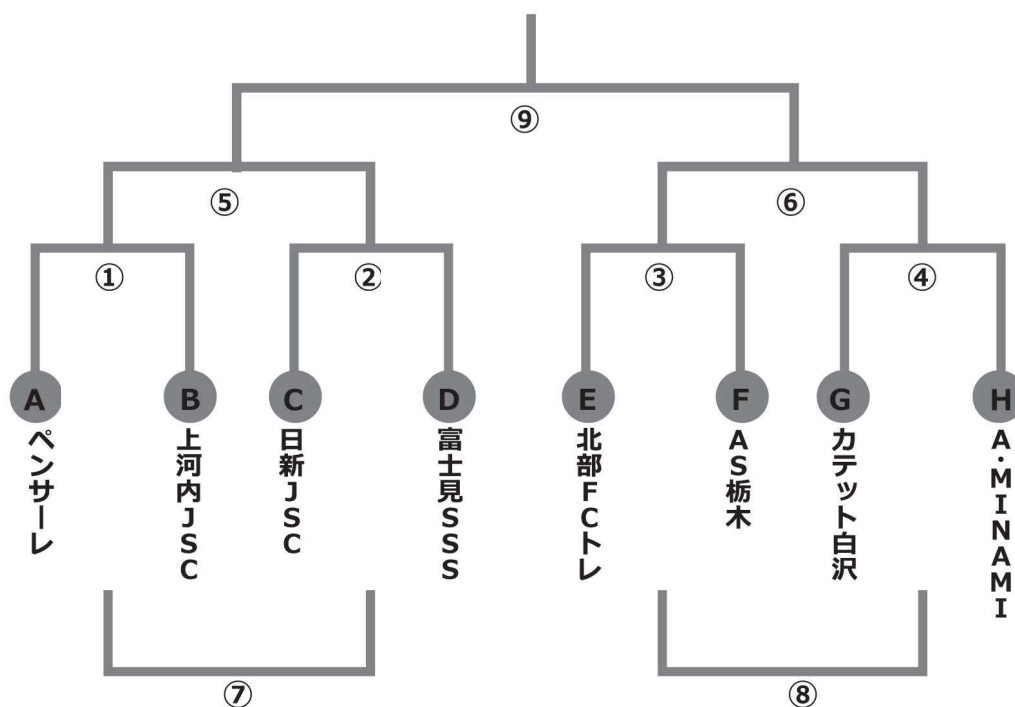 ⑨
⑤
⑥
①
②
③
④
A
B
C
D
E
F
G
H
ペンサーレ
上河内JSC
日新JSC
富士見SSS
北部FCトレ
AS栃木
カテット白沢
A・MINAMI
⑦
⑧